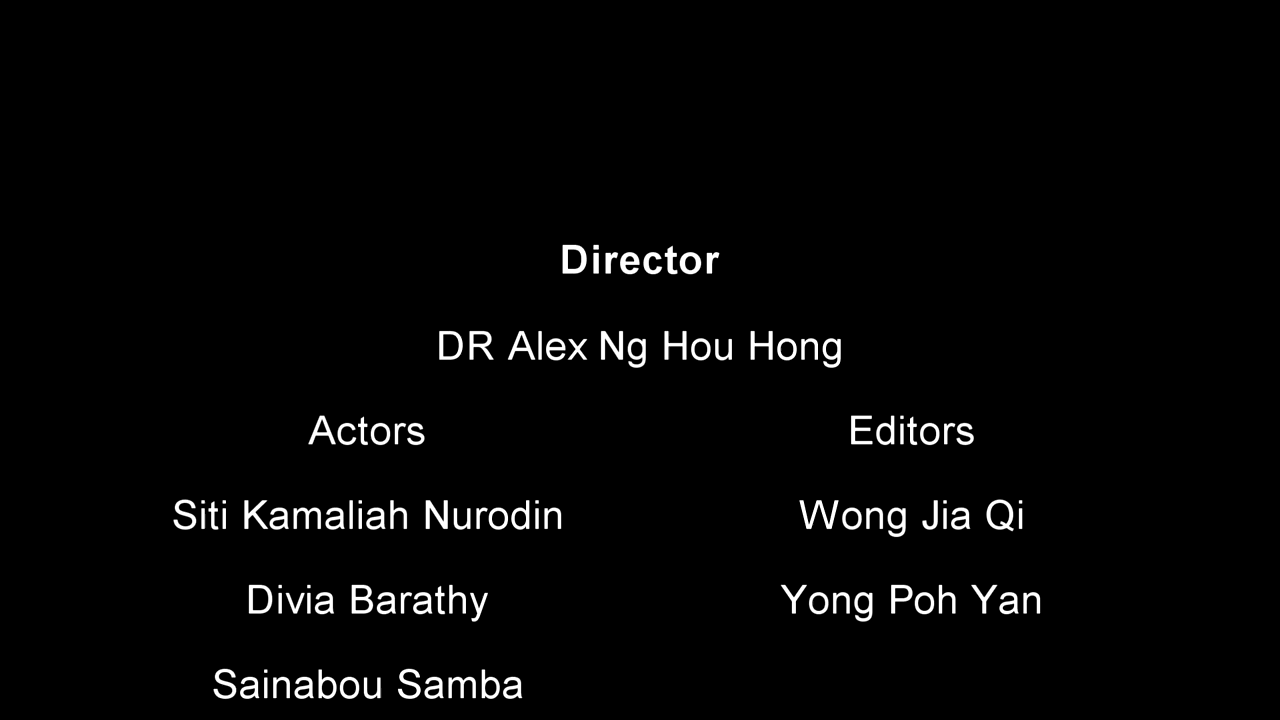 Director
DR Alex Ng Hou Hong
Actors Editors
Siti Kamaliah Nurodin Wong Jia Qi
Divia Barathy Yong Poh Yan
Sainabou Samba